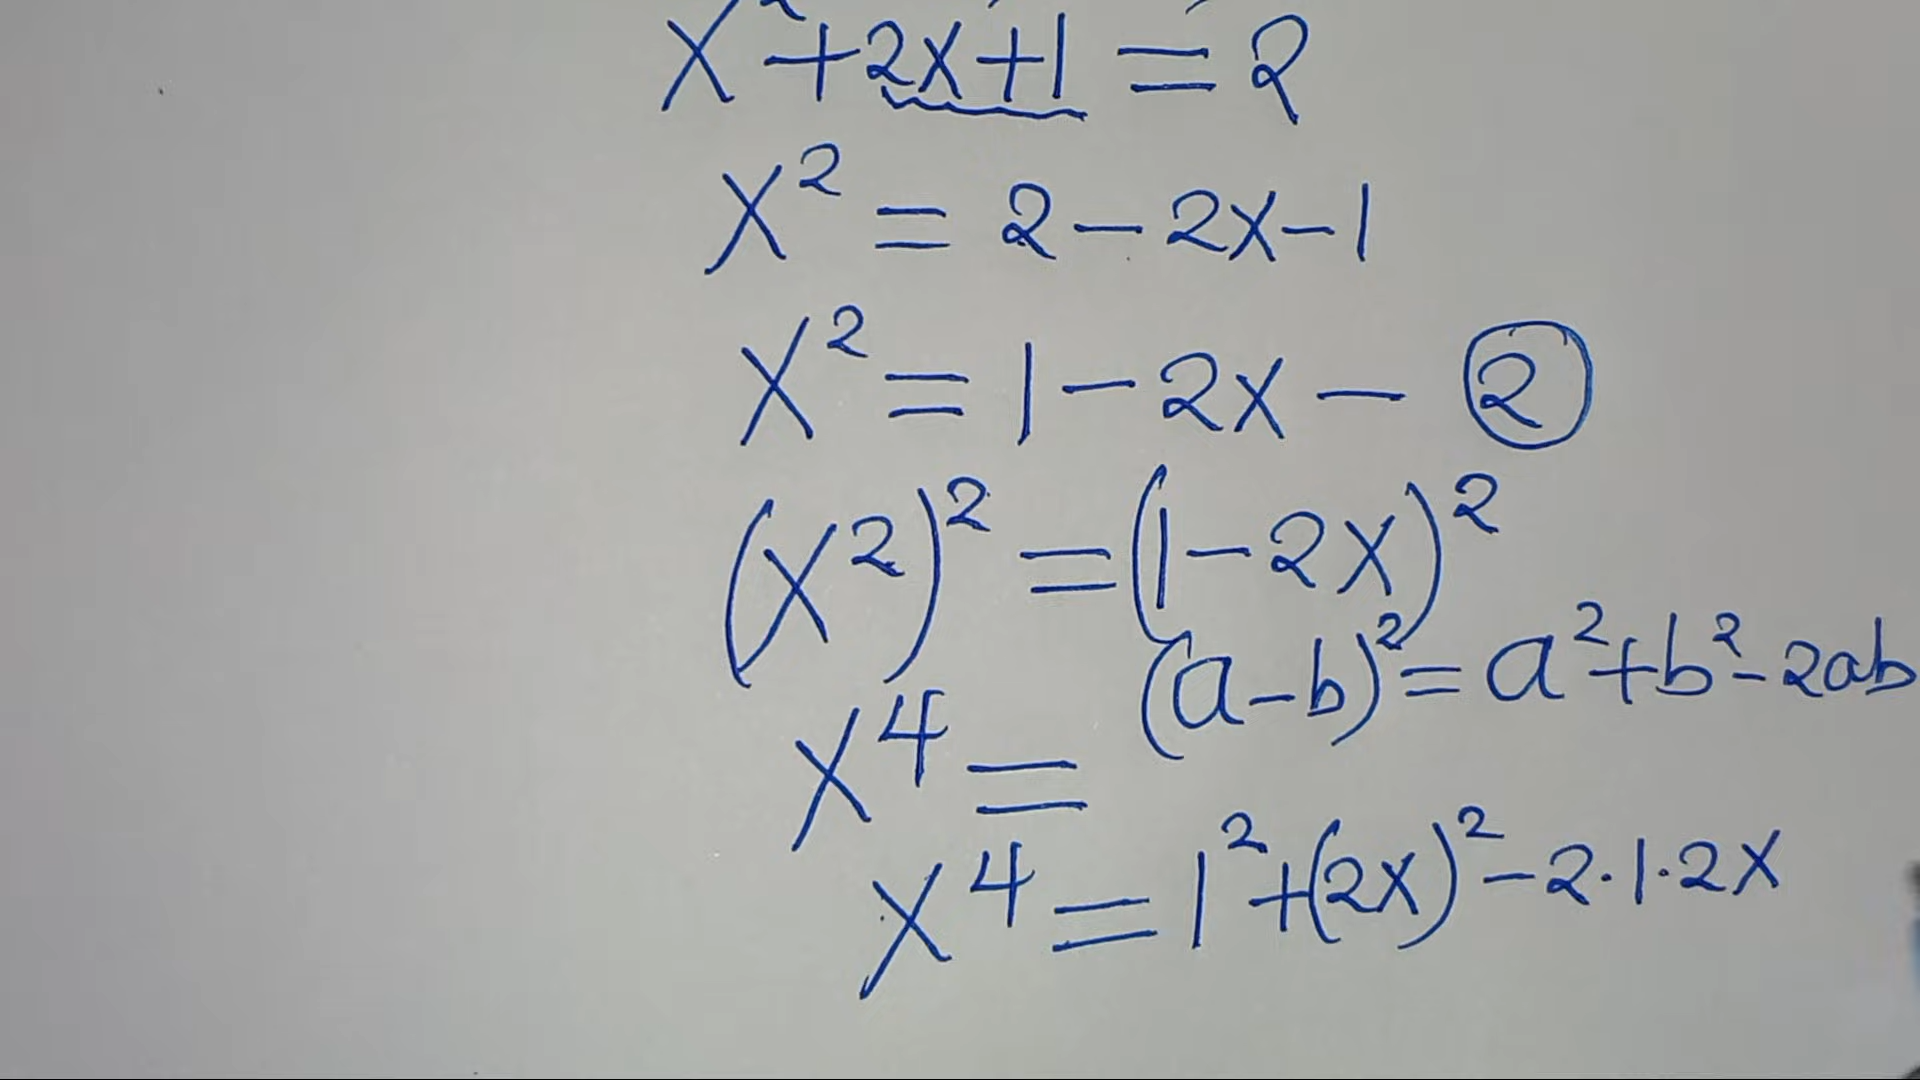 x²+2x+1 = 2
x² = 2-2x-1
x² = 1-2x - ②
(x²)² = (1-2x)²
(a-b)² = a²+b²-2ab
x⁴ =
x⁴ = 1²+(2x)²-2·1·2x